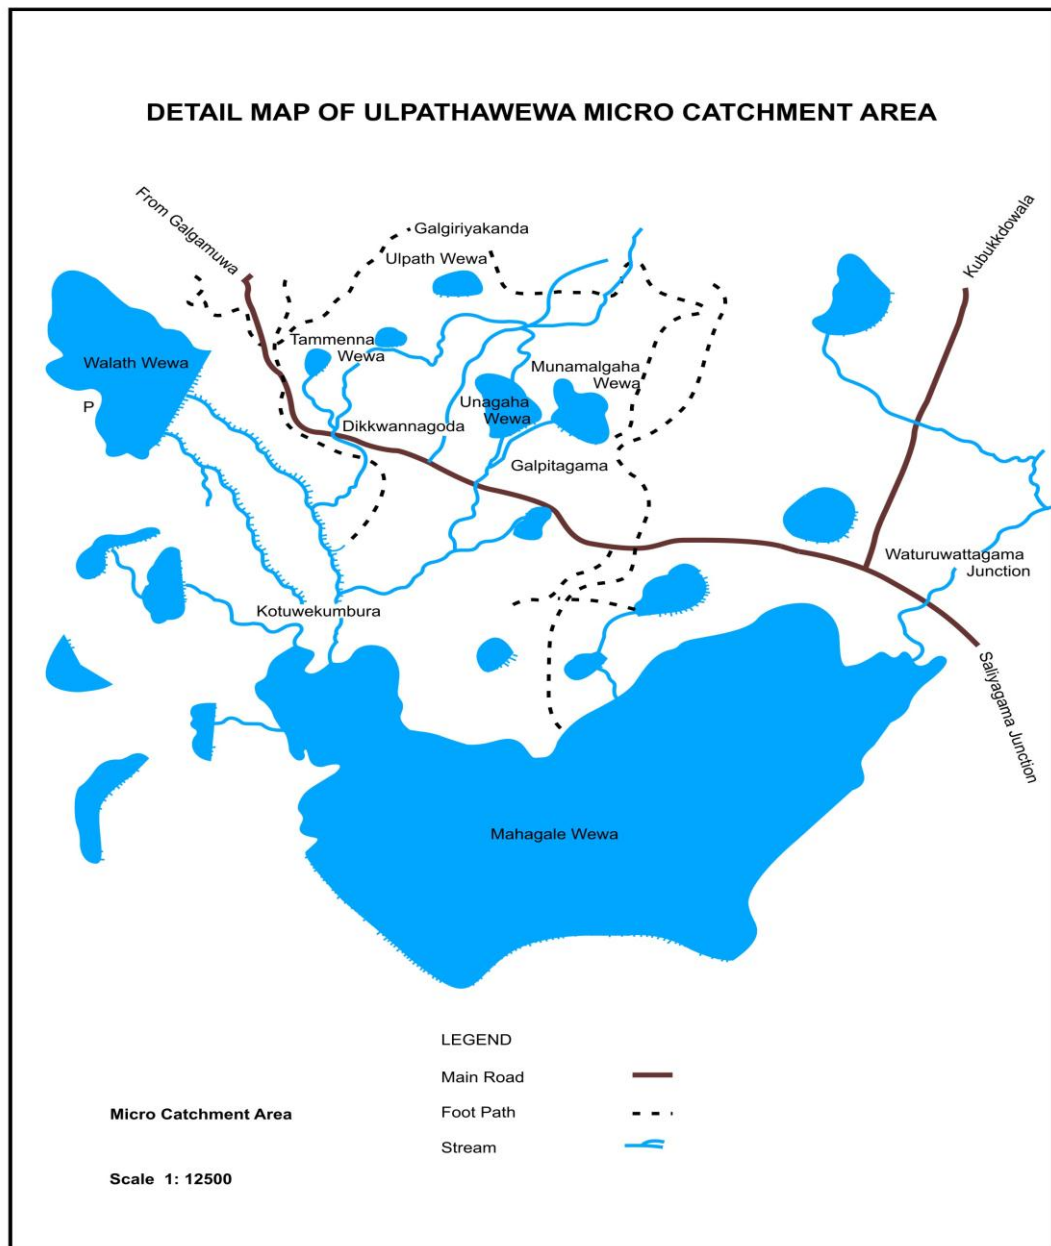 DETAIL MAP OF ULPATHAWEWA MICRO CATCHMENT AREA
From Galgamuwa
Galgiriyakanda
Kubukkdowala
Ulpath Wewa
Tammenna
Wewa
Walath Wewa
Munamalgaha
Wewa
P
Unagaha
Wewa
Dikkwannagoda
Galpitagama
Waturuwattagama
Junction
Kotuwekumbura
Saliyagama Junction
Mahagale Wewa
LEGEND
Main Road
Foot Path
Stream
Micro Catchment Area
Scale 1: 12500